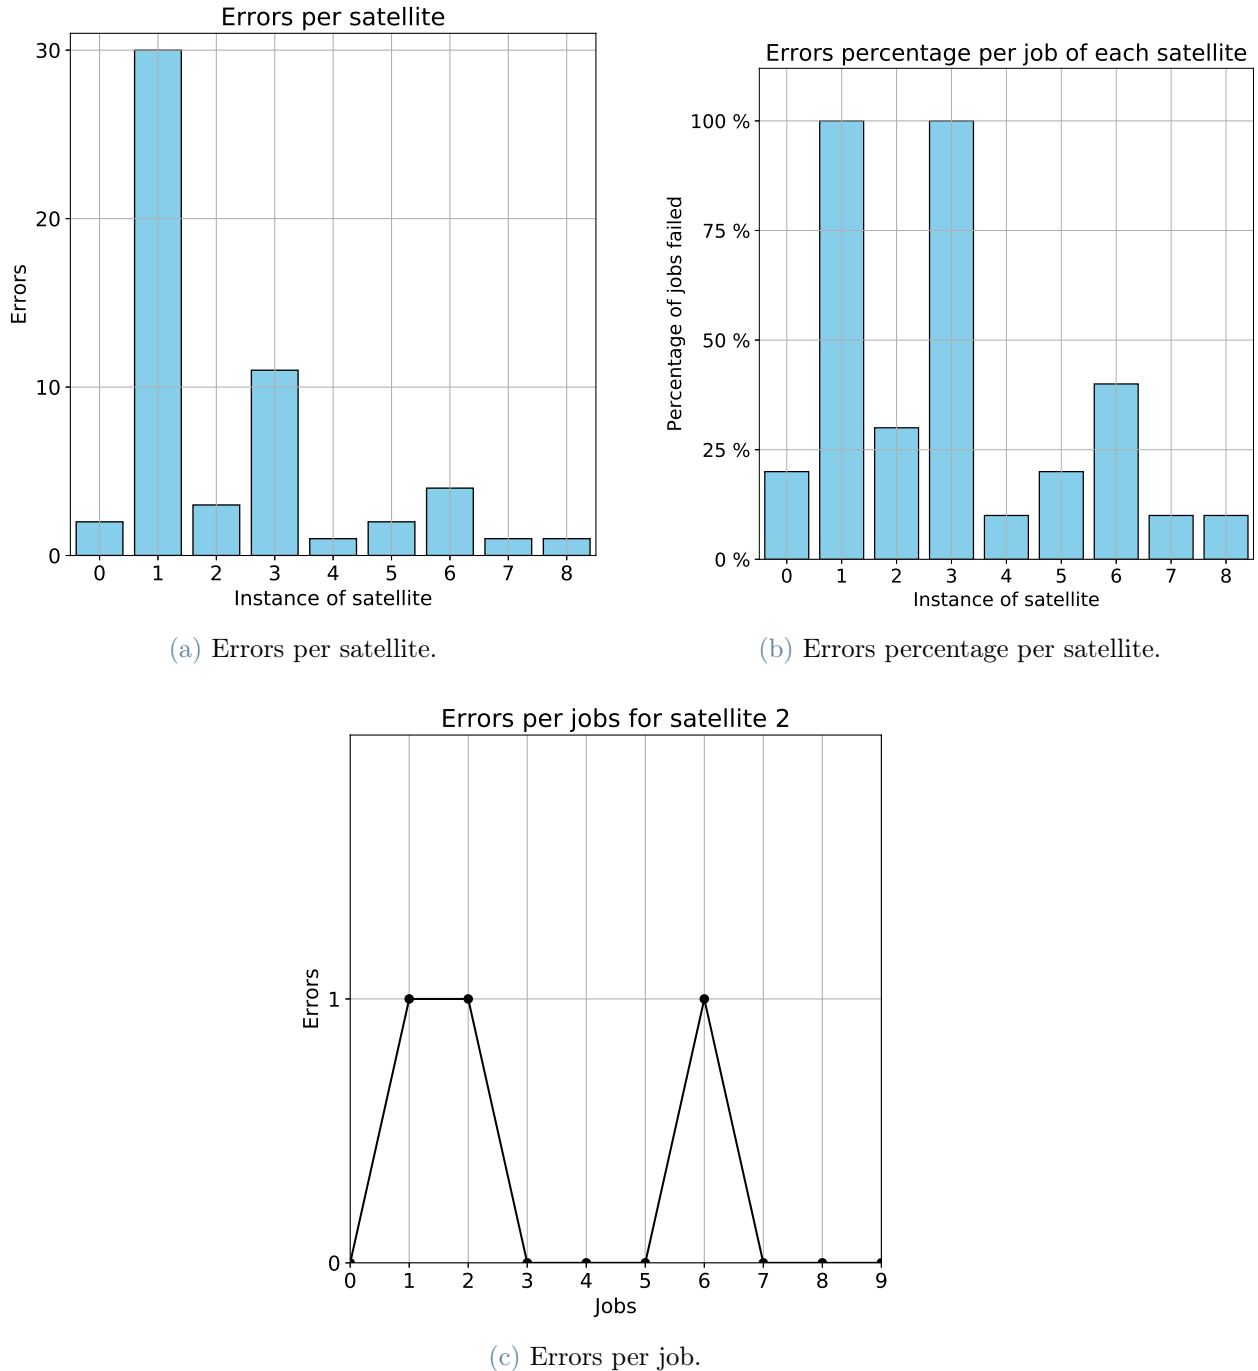 Errors per satellite
30
20
10
0
Errors
0 1 2 3 4 5 6 7 8
Instance of satellite
(a) Errors per satellite.
Errors percentage per job of each satellite
100 %
75 %
50 %
25 %
0 %
Percentage of jobs failed
0 1 2 3 4 5 6 7 8
Instance of satellite
(b) Errors percentage per satellite.
Errors per jobs for satellite 2
1
0
Errors
0 1 2 3 4 5 6 7 8 9
Jobs
(c) Errors per job.